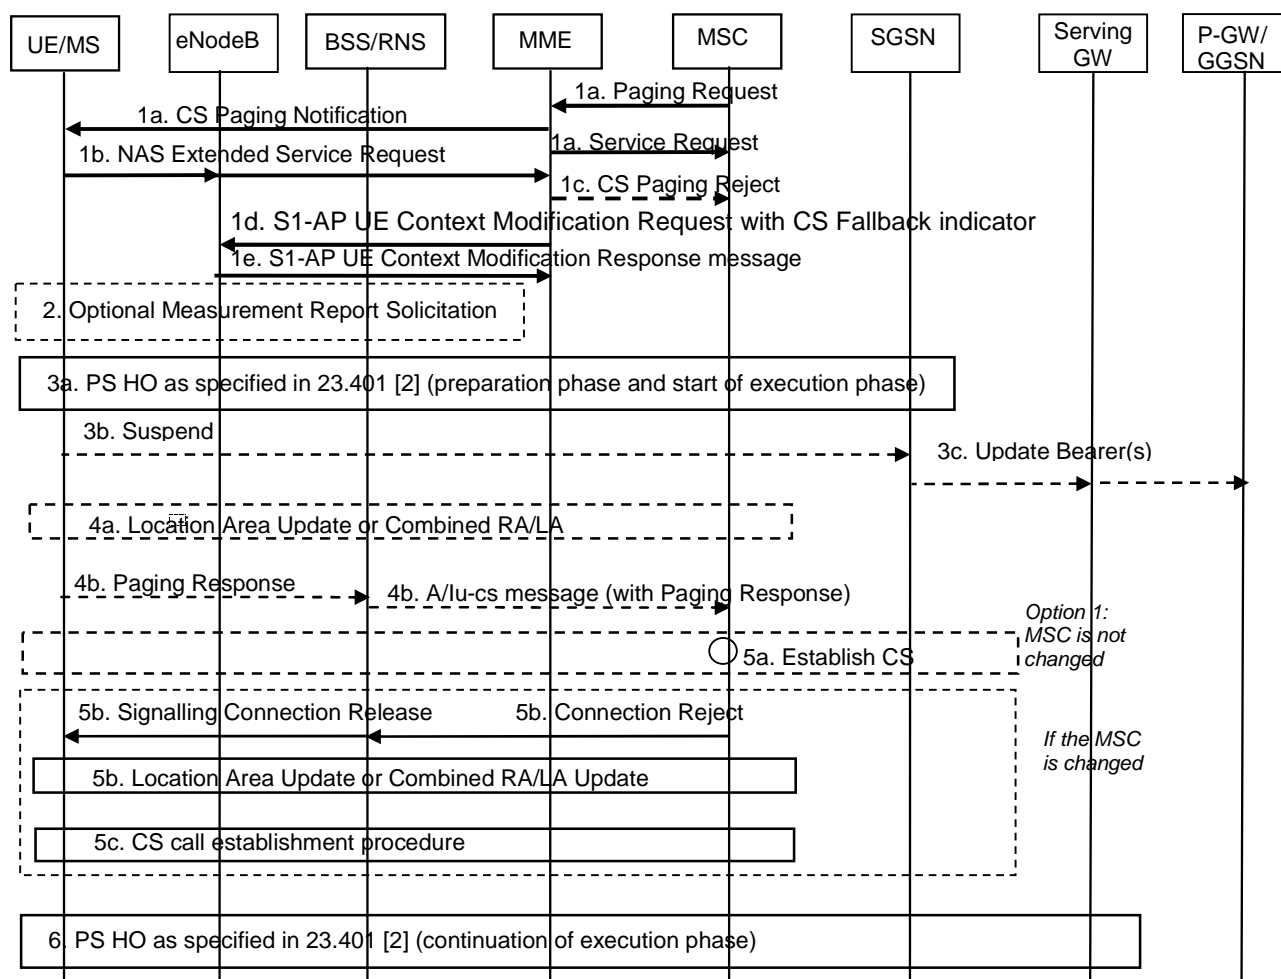 UE/MS
eNodeB
BSS/RNS
MME
MSC
SGSN
Serving
GW
P-GW/
GGSN
1a. Paging Request
1a. CS Paging Notification
1a. Service Request
1b. NAS Extended Service Request
1c. CS Paging Reject
1d. S1-AP UE Context Modification Request with CS Fallback indicator
1e. S1-AP UE Context Modification Response message
2. Optional Measurement Report Solicitation
3a. PS HO as specified in 23.401 [2] (preparation phase and start of execution phase)
3b. Suspend
3c. Update Bearer(s)
4a. Location Area Update or Combined RA/LA
4b. Paging Response
4b. A/Iu-cs message (with Paging Response)
Option 1:
MSC is not
changed
5a. Establish CS
5b. Signalling Connection Release
5b. Connection Reject
If the MSC
is changed
5b. Location Area Update or Combined RA/LA Update
5c. CS call establishment procedure
6. PS HO as specified in 23.401 [2] (continuation of execution phase)